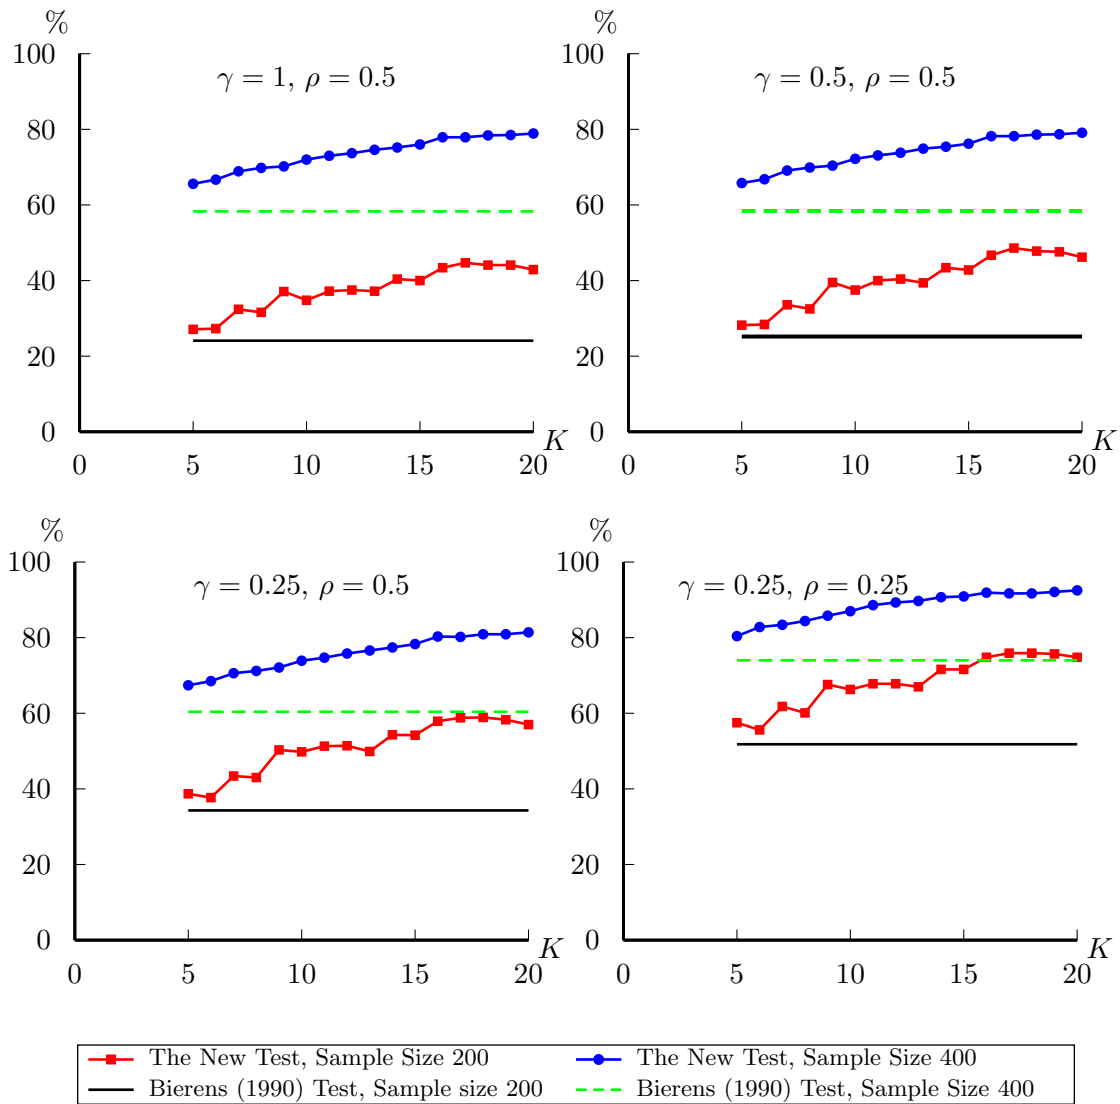 %
100
80
60
40
20
0
γ = 1, ρ = 0.5
K
0 5 10 15 20
%
100
80
60
40
20
0
γ = 0.5, ρ = 0.5
K
0 5 10 15 20
%
100
80
60
40
20
0
γ = 0.25, ρ = 0.5
K
0 5 10 15 20
%
100
80
60
40
20
0
γ = 0.25, ρ = 0.25
K
0 5 10 15 20
The New Test, Sample Size 200
The New Test, Sample Size 400
Bierens (1990) Test, Sample size 200
Bierens (1990) Test, Sample Size 400